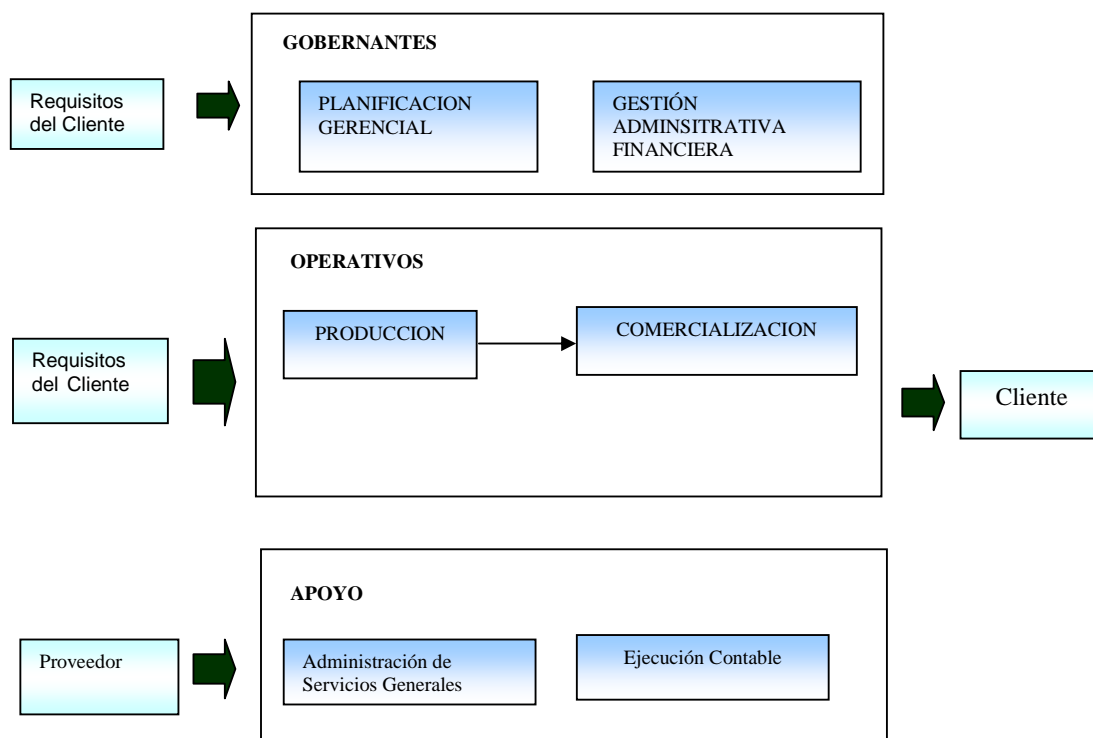 GOBERNANTES
Requisitos
del Cliente
PLANIFICACION
GERENCIAL
GESTIÓN
ADMINSITRATIVA
FINANCIERA
OPERATIVOS
Requisitos
del Cliente
PRODUCCION
COMERCIALIZACION
Cliente
APOYO
Proveedor
Administración de
Servicios Generales
Ejecución Contable